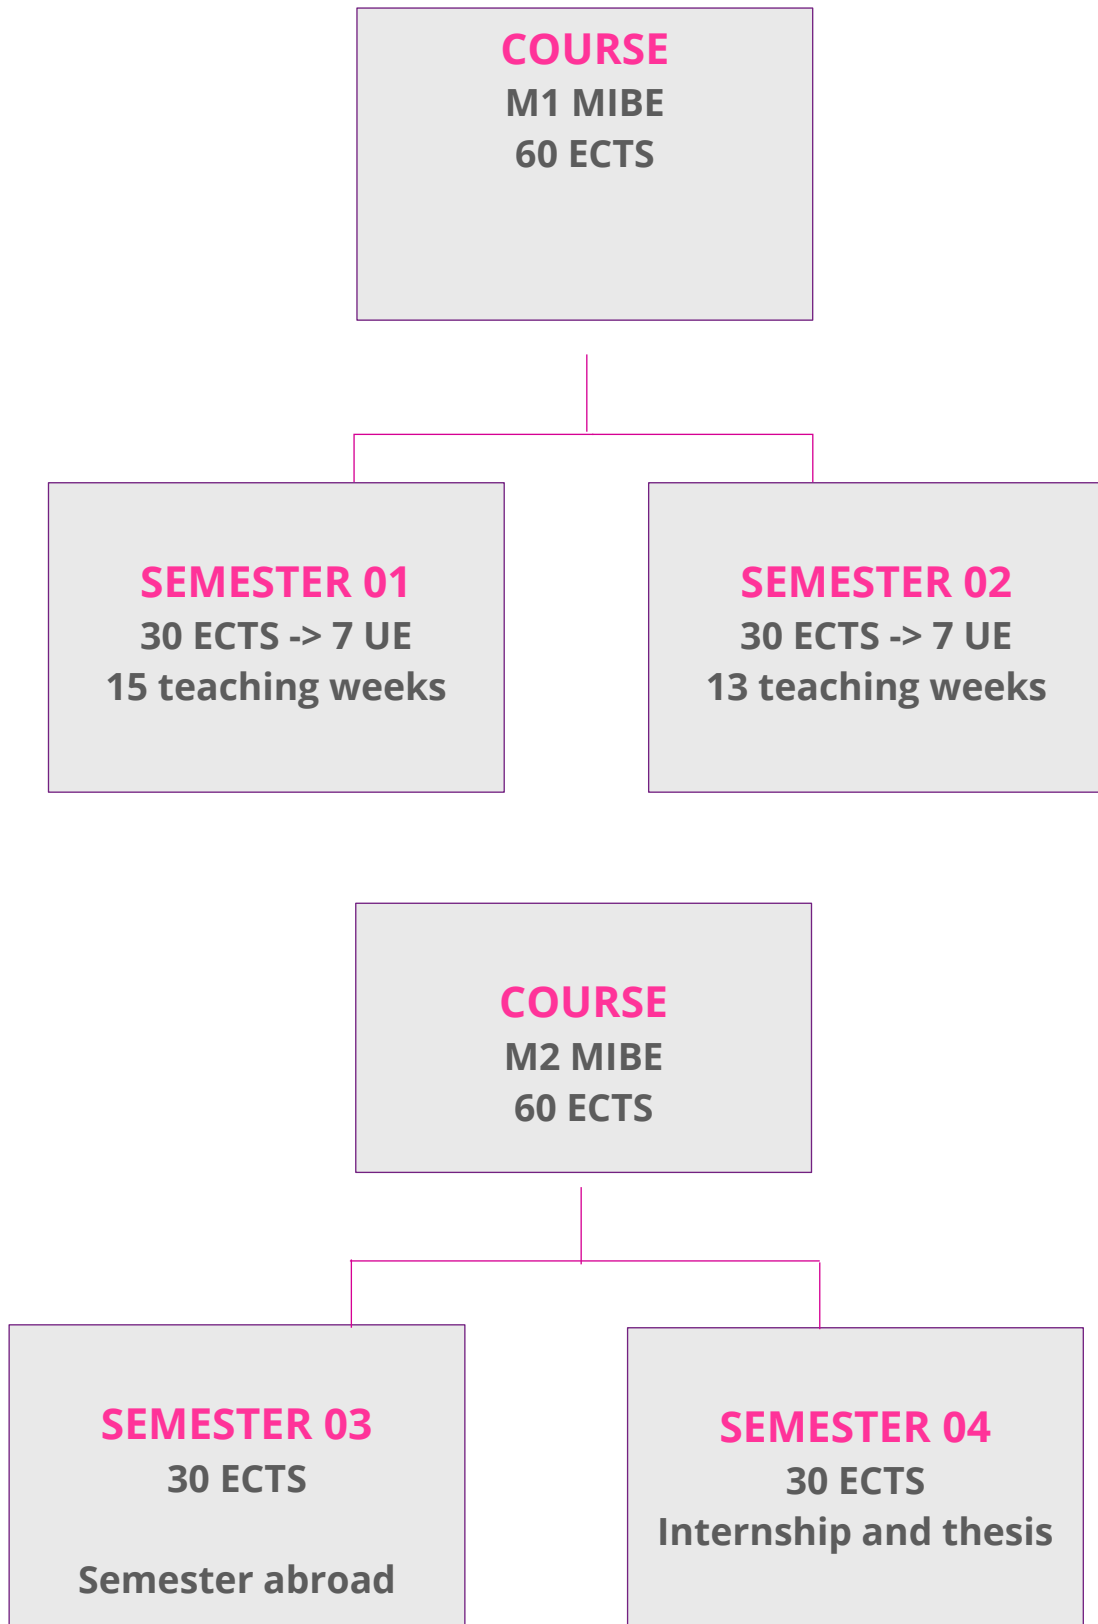 COURSE
M1 MIBE
60 ECTS
SEMESTER 01
30 ECTS -> 7 UE
15 teaching weeks
SEMESTER 02
30 ECTS -> 7 UE
13 teaching weeks
COURSE
M2 MIBE
60 ECTS
SEMESTER 03
30 ECTS
Semester abroad
SEMESTER 04
30 ECTS
Internship and thesis